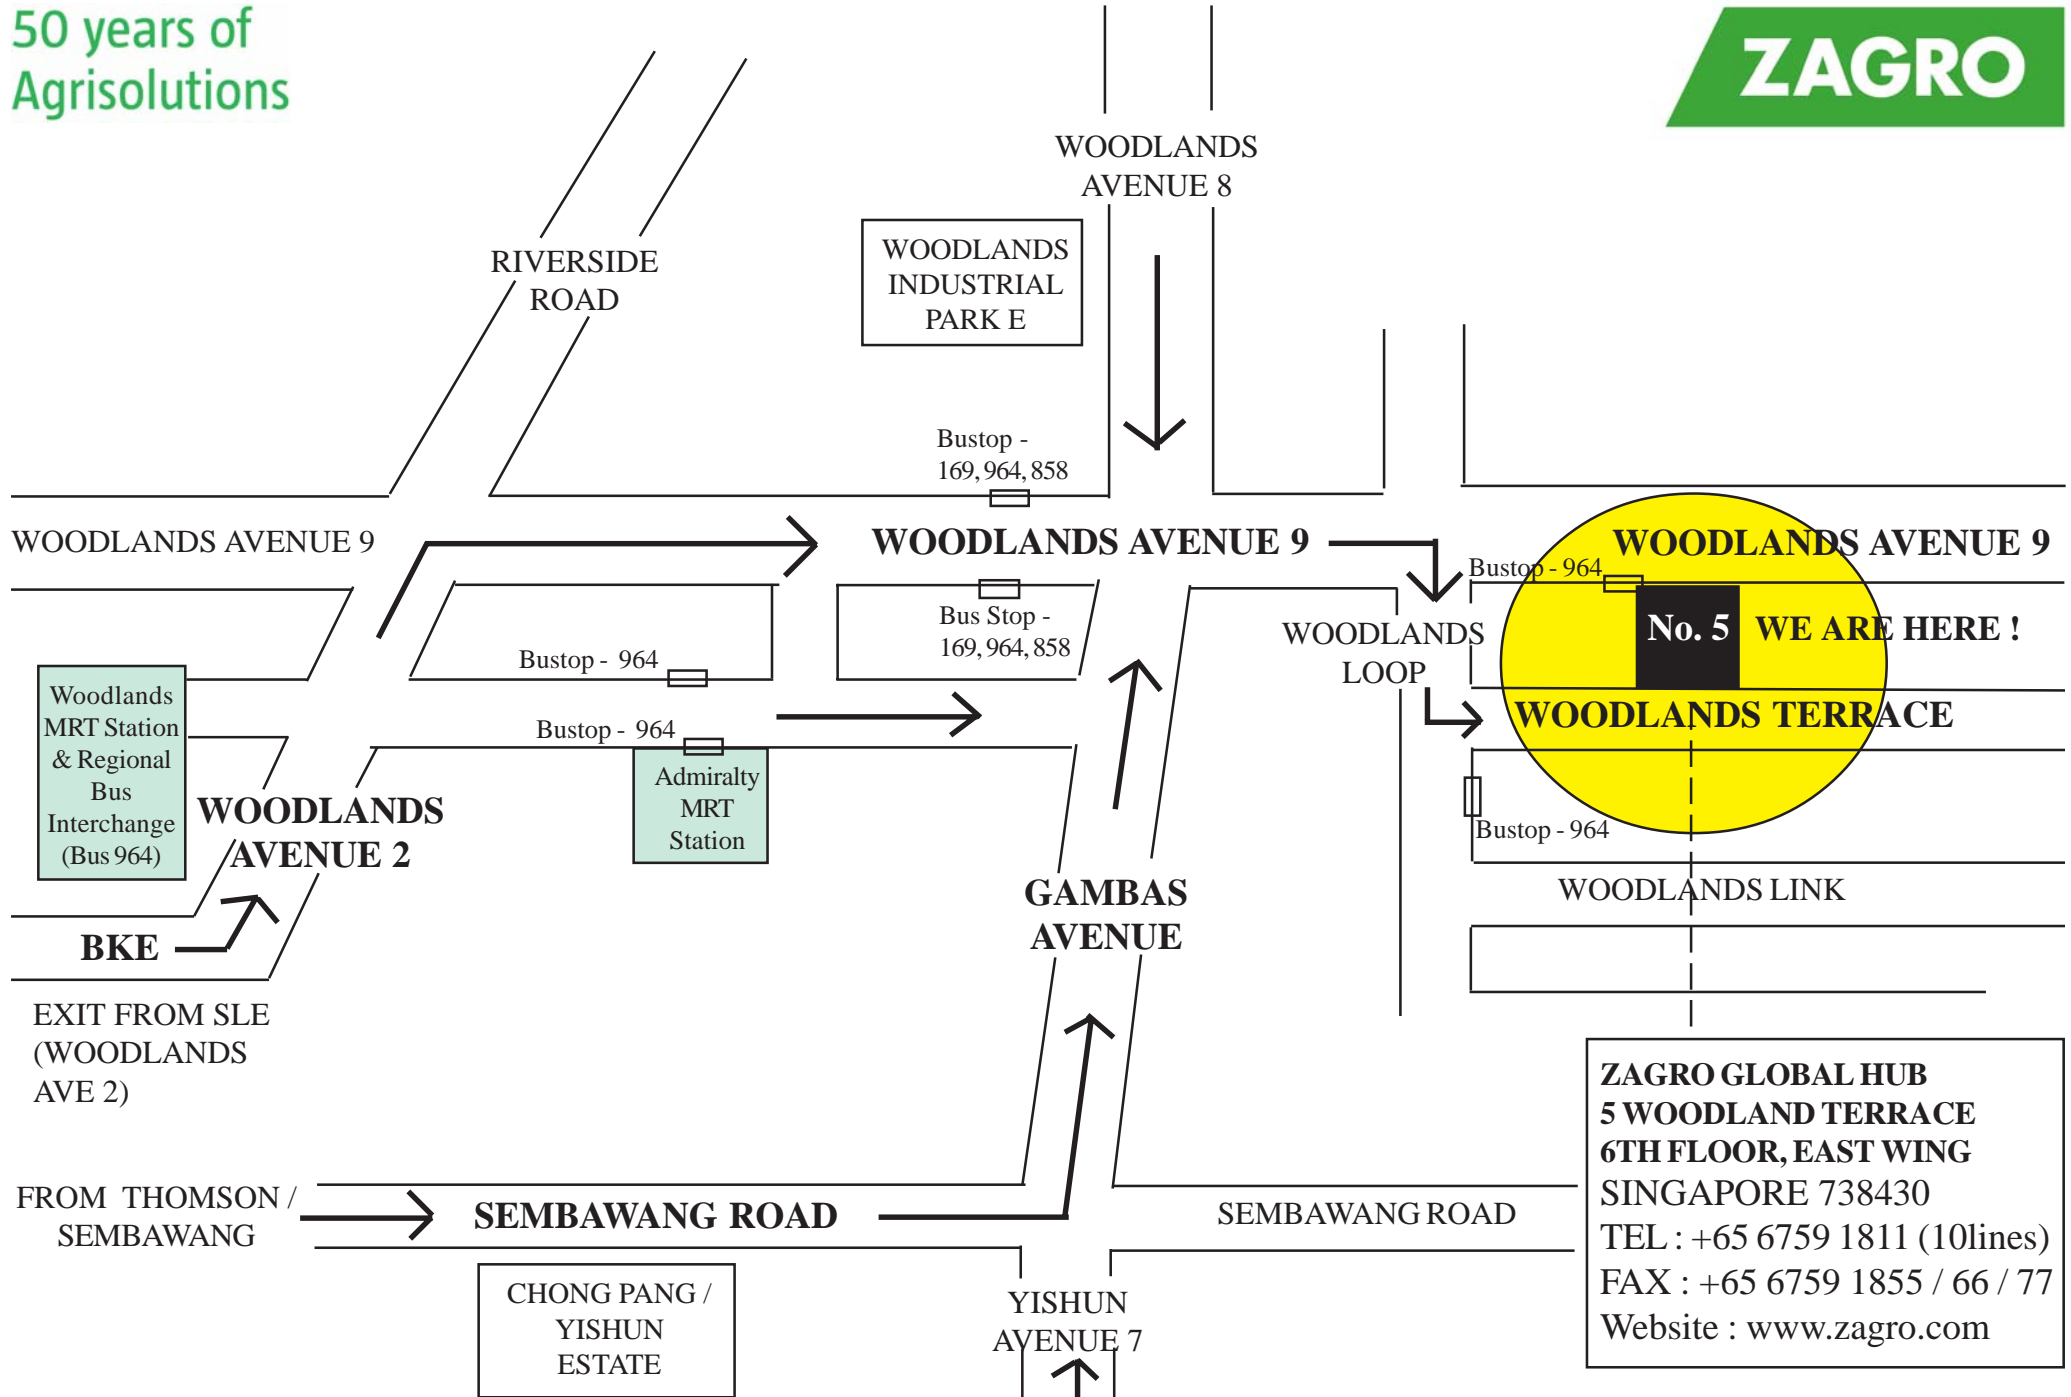 50 years of
Agrisolutions
ZAGRO
WOODLANDS
AVENUE 8
RIVERSIDE
ROAD
WOODLANDS
INDUSTRIAL
PARK E
Bustop -
169, 964, 858
WOODLANDS AVENUE 9
WOODLANDS AVENUE 9
WOODLANDS AVENUE 9
Bustop - 964
No. 5
WE ARE HERE !
Bus Stop -
169, 964, 858
WOODLANDS
LOOP
Bustop - 964
Woodlands
MRT Station
& Regional
Bus
Interchange
(Bus 964)
Bustop - 964
WOODLANDS TERRACE
Admiralty
MRT
Station
WOODLANDS
AVENUE 2
Bustop - 964
GAMBAS
AVENUE
WOODLANDS LINK
BKE
EXIT FROM SLE
(WOODLANDS
AVE 2)
FROM THOMSON /
SEMBAWANG
SEMBAWANG ROAD
SEMBAWANG ROAD
CHONG PANG /
YISHUN
ESTATE
YISHUN
AVENUE 7
ZAGRO GLOBAL HUB
5 WOODLAND TERRACE
6TH FLOOR, EAST WING
SINGAPORE 738430
TEL : +65 6759 1811 (10lines)
FAX : +65 6759 1855 / 66 / 77
Website : www.zagro.com